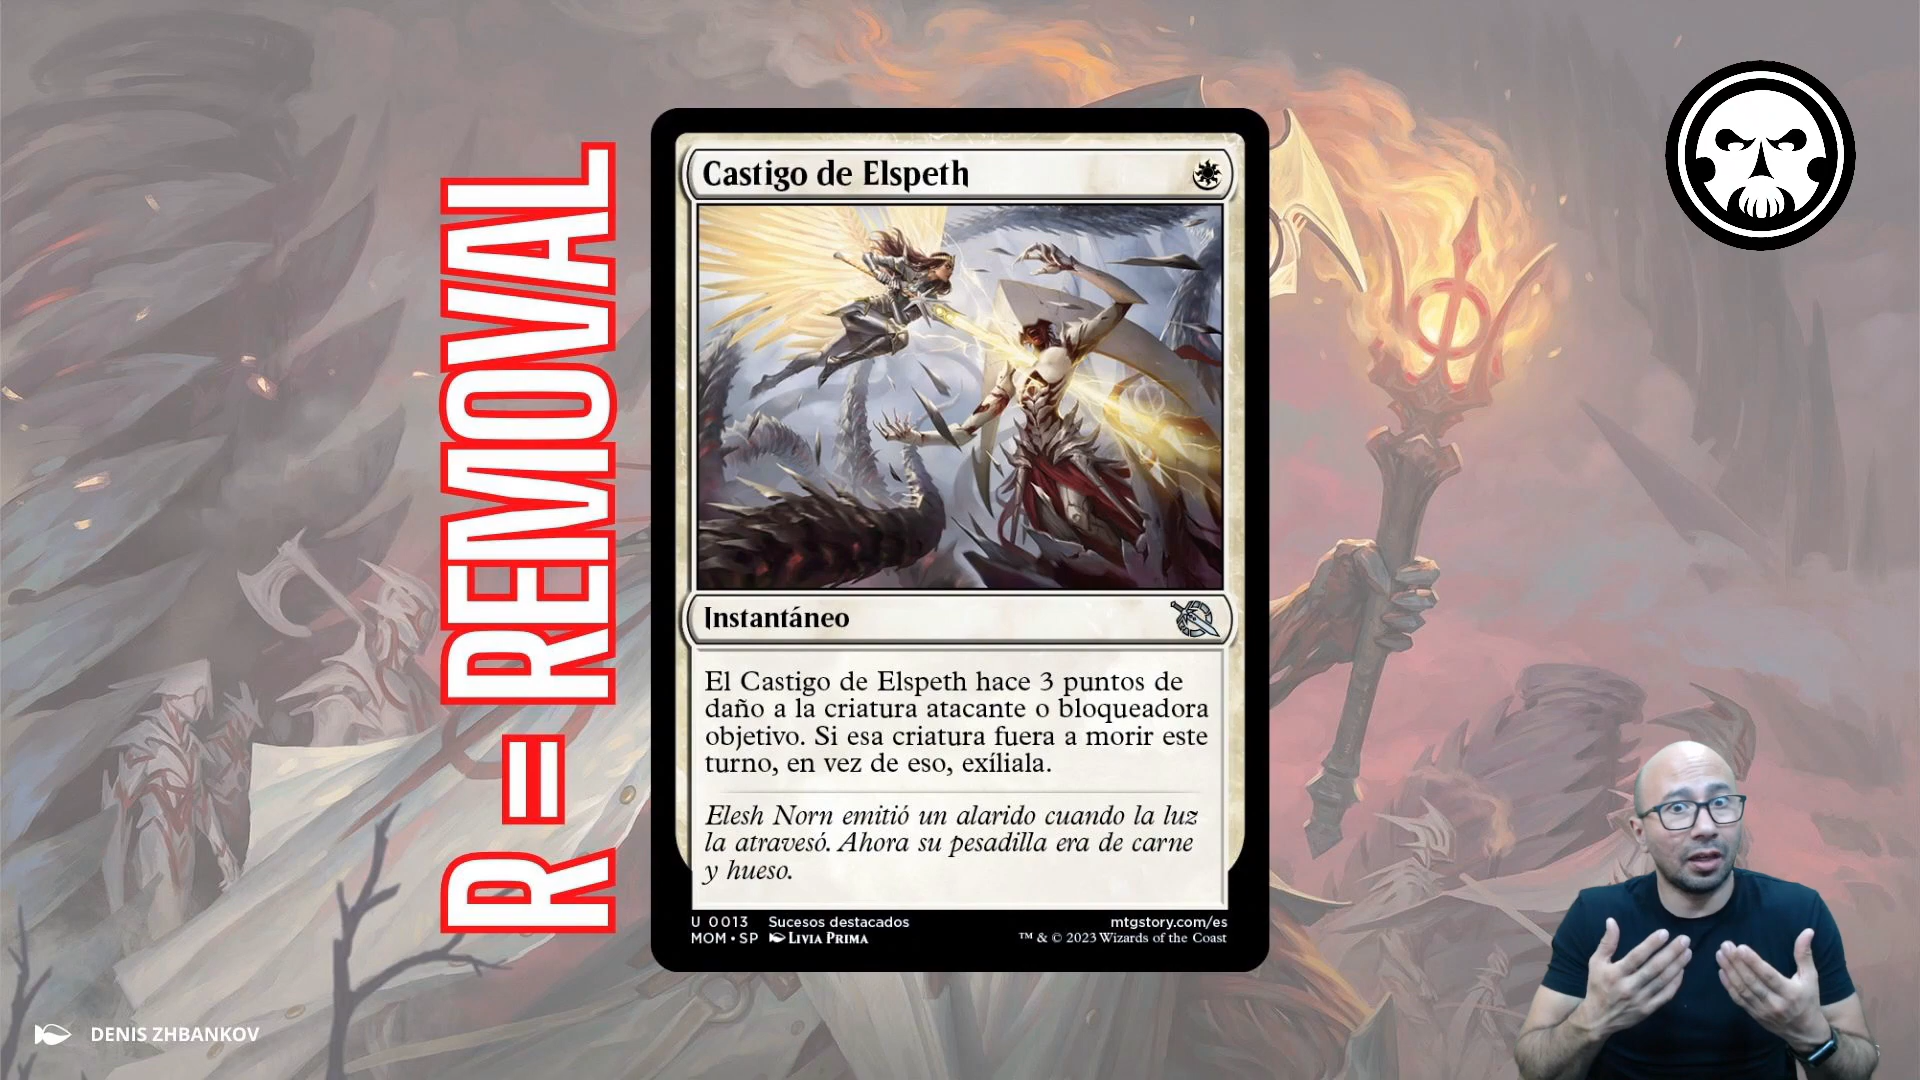 R = REMOVAL
Castigo de Elspeth
Instantáneo
El Castigo de Elspeth hace 3 puntos de
daño a la criatura atacante o bloqueadora
objetivo. Si esa criatura fuera a morir este
turno, en vez de eso, exíliala.
Elesh Norn emitió un alarido cuando la luz
la atravesó. Ahora su pesadilla era de carne
y hueso.
U 0013 Sucesos destacados
mtgstory.com/es
MOM • SP LIVIA PRIMA
™ & © 2023 Wizards of the Coast
DENIS ZHBANKOV